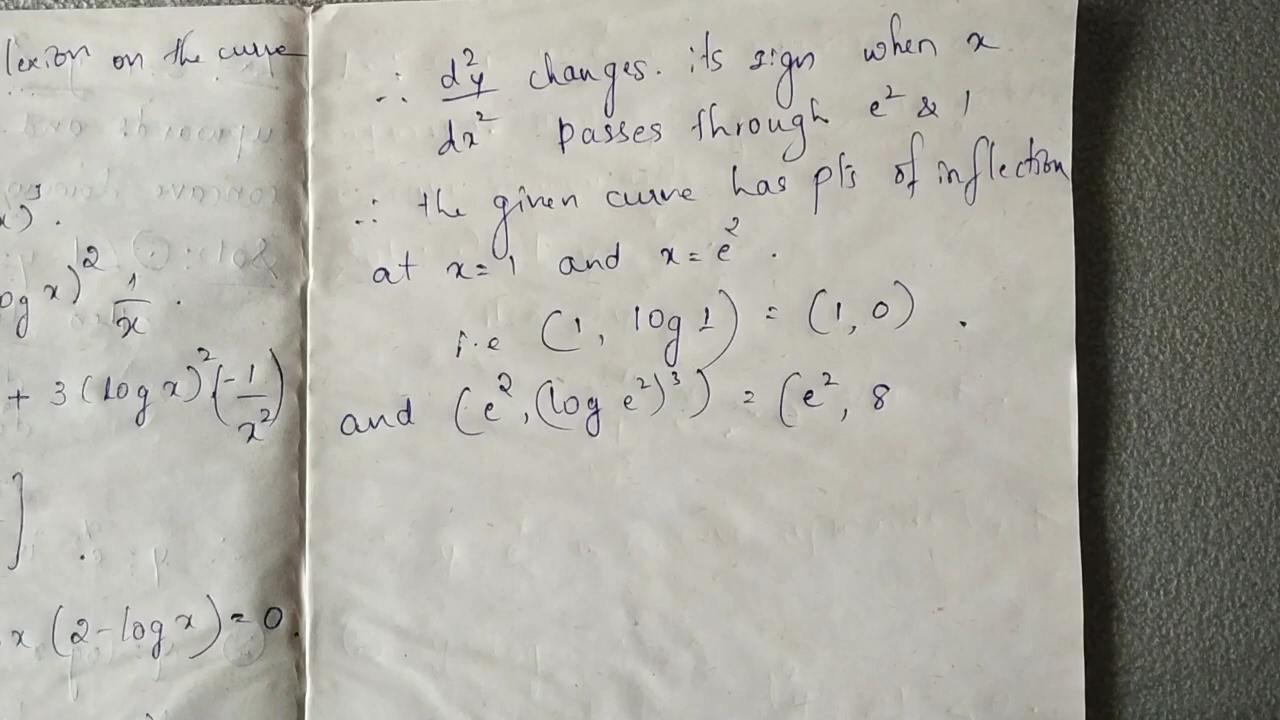 lexion on the curve
x)³.
og x)² 1/x .
+ 3(log x)² (-1/x²)
] .
x (2-log x) = 0.
∴ d²y/dx² changes. its sign when x
passes through e² & 1
∴ the given curve has pts of inflection
at x=1 and x=e² .
i.e (1, log 1) = (1, 0) .
and (e², (log e²)³) = (e², 8